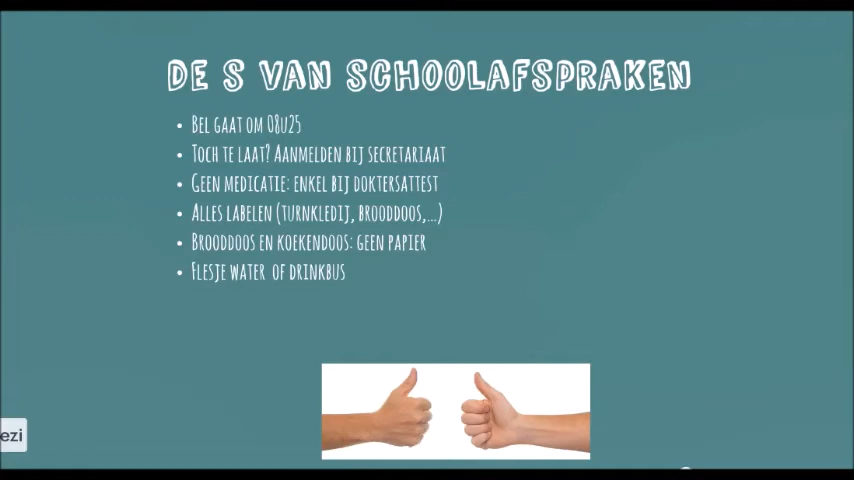 DE S VAN SCHOOLAFSPRAKEN
• BEL GAAT OM 08U25
• TOCH TE LAAT? AANMELDEN BIJ SECRETARIAAT
• GEEN MEDICATIE: ENKEL BIJ DOKTERSATTEST
• ALLES LABELEN (TURNKLEDIJ, BROODDOOS,...)
• BROODDOOS EN KOEKENDOOS: GEEN PAPIER
• FLESJE WATER OF DRINKBUS
ezi